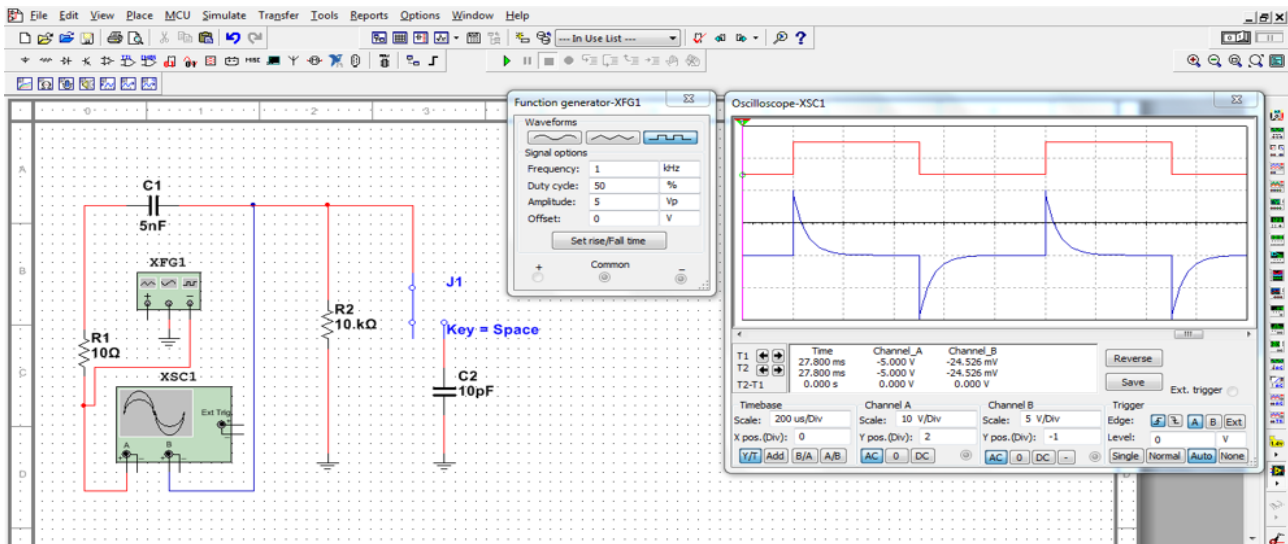 File Edit View Place MCU Simulate Transfer Tools Reports Options Window Help
--- In Use List ---
MISC
0 1 2 3
A
B
C
D
C1
5nF
XFG1
R1
10Ω
XSC1
Ext Trig
A B
R2
10.kΩ
J1
Key = Space
C2
10pF
D
Function generator-XFG1
Waveforms
Signal options
Frequency: 1 kHz
Duty cycle: 50 %
Amplitude: 5 Vp
Offset: 0 V
Set rise/Fall time
+ Common −
Oscilloscope-XSC1
Time Channel_A Channel_B
T1 27.800 ms -5.000 V -24.526 mV
T2 27.800 ms -5.000 V -24.526 mV
T2-T1 0.000 s 0.000 V 0.000 V
Reverse
Save
Ext. trigger
Timebase
Scale: 200 us/Div
X pos.(Div): 0
Y/T Add B/A A/B
Channel A
Scale: 10 V/Div
Y pos.(Div): 2
AC 0 DC
Channel B
Scale: 5 V/Div
Y pos.(Div): -1
AC 0 DC -
Trigger
Edge: A B Ext
Level: 0 V
Single Normal Auto None